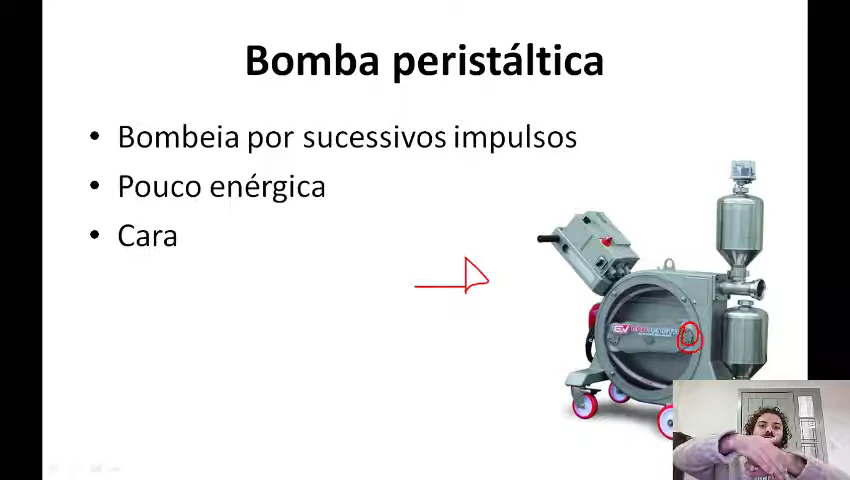 Bomba peristáltica
• Bombeia por sucessivos impulsos
• Pouco enérgica
• Cara